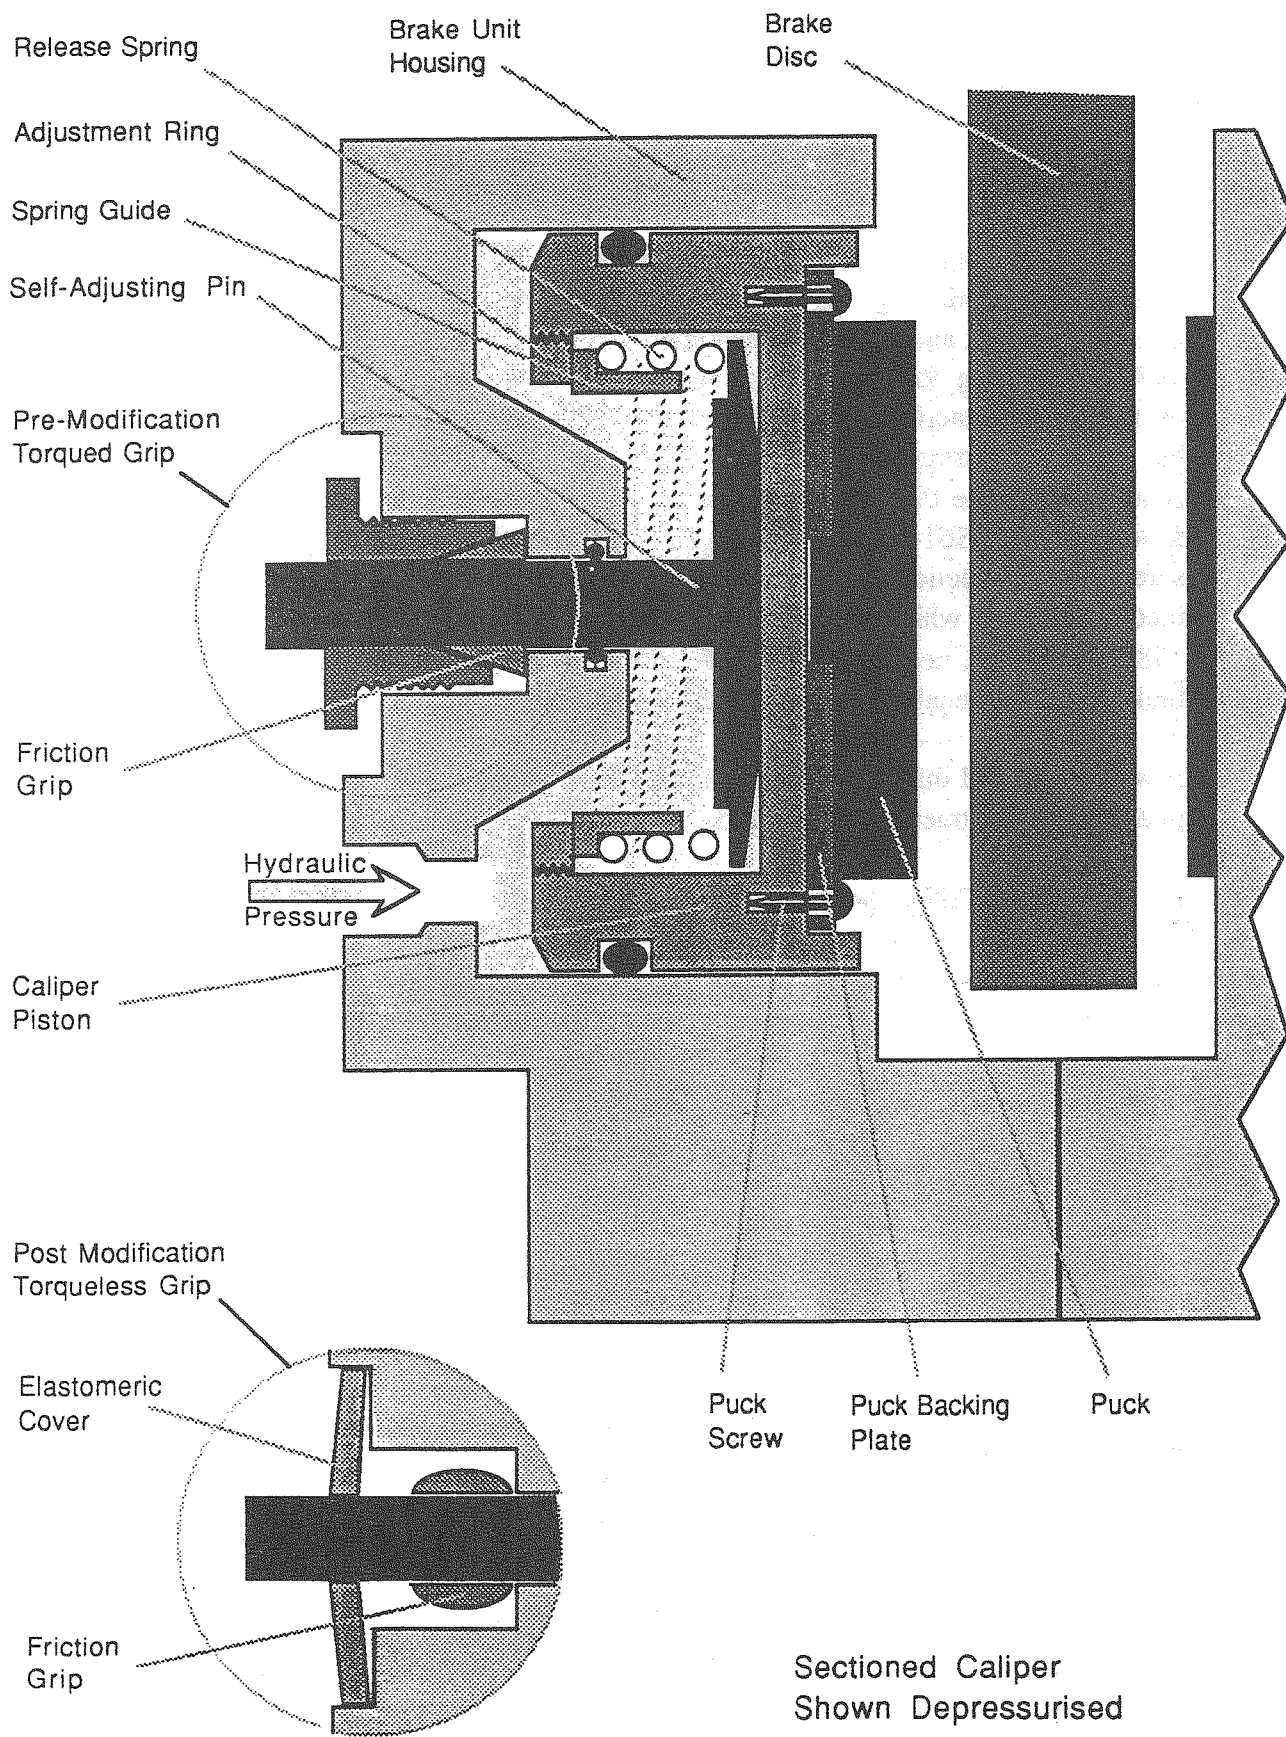 Release Spring
Brake Unit
Housing
Brake
Disc
Adjustment Ring
Spring Guide
Self-Adjusting Pin
Pre-Modification
Torqued Grip
Friction
Grip
Hydraulic
Pressure
Caliper
Piston
Post Modification
Torqueless Grip
Elastomeric
Cover
Puck
Screw
Puck Backing
Plate
Puck
Friction
Grip
Sectioned Caliper
Shown Depressurised